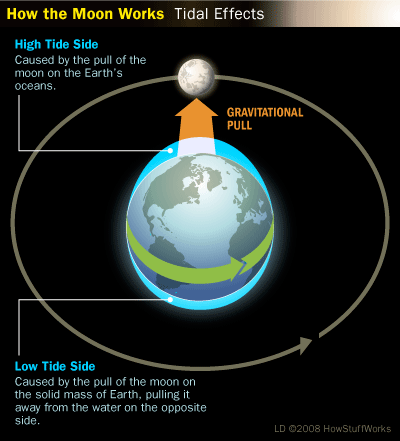 How the Moon Works Tidal Effects
High Tide Side
Caused by the pull of the
moon on the Earth's
oceans.
GRAVITATIONAL
PULL
Low Tide Side
Caused by the pull of the moon on
the solid mass of Earth, pulling it
away from the water on the opposite
side.
LD ©2008 HowStuffWorks